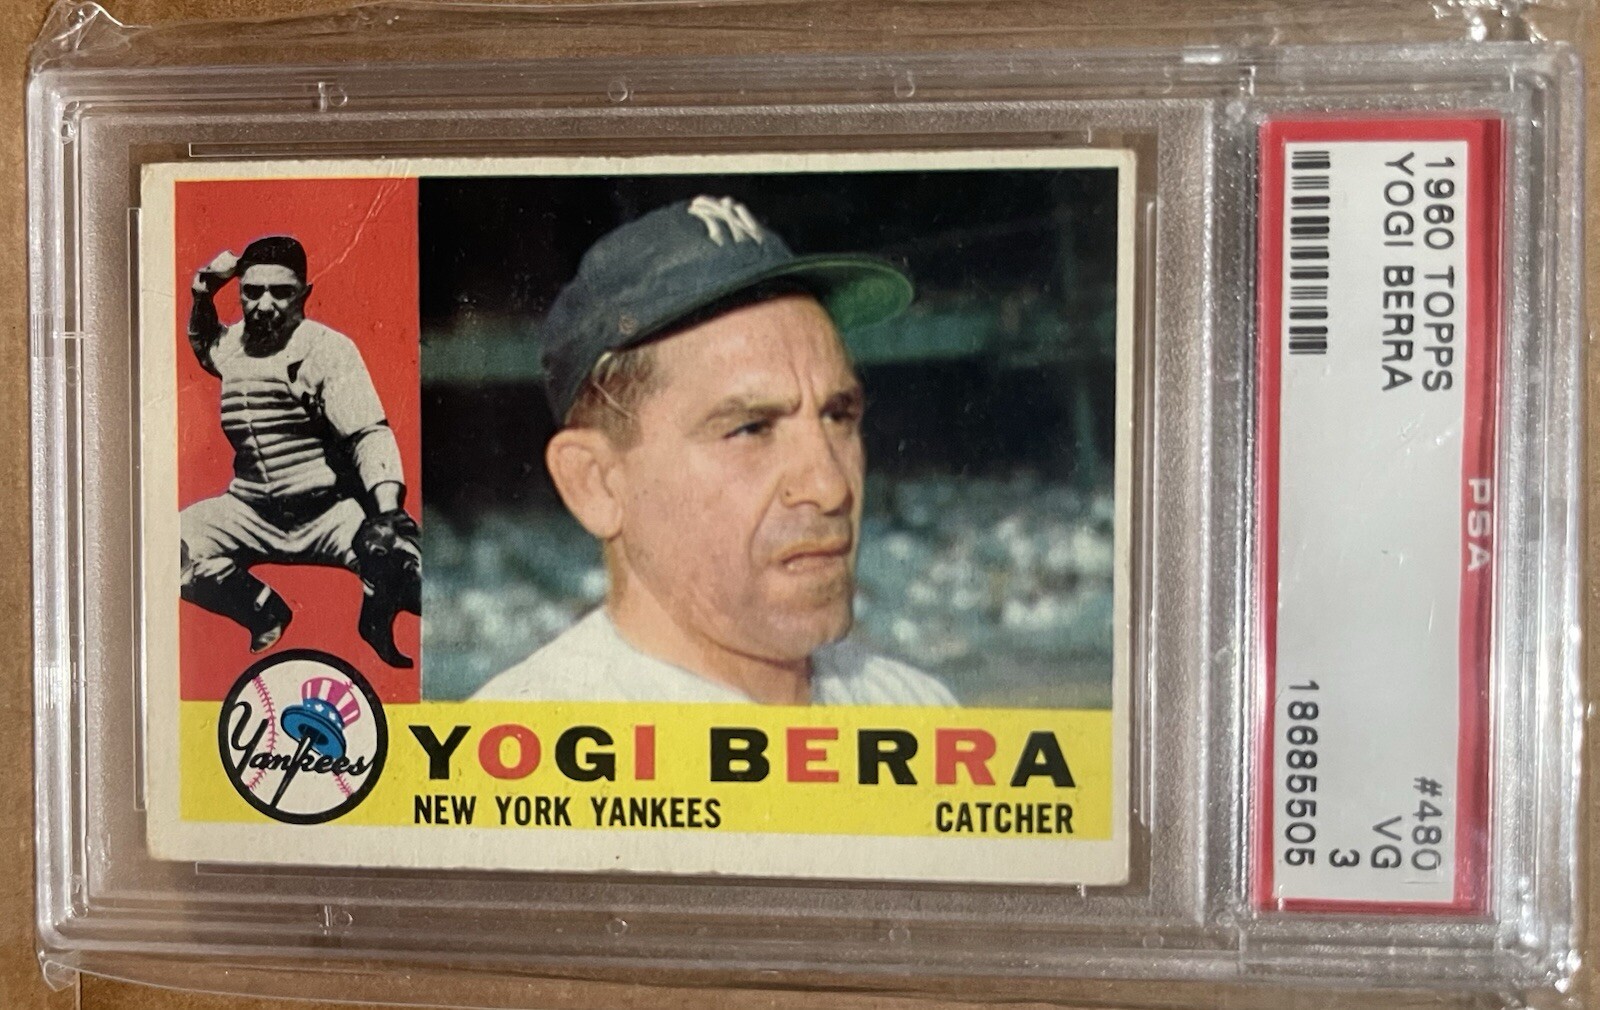 NY
Yankees
YOGI BERRA
NEW YORK YANKEES
CATCHER
PSA
1960 TOPPS
#480
YOGI BERRA
VG
3
18685505